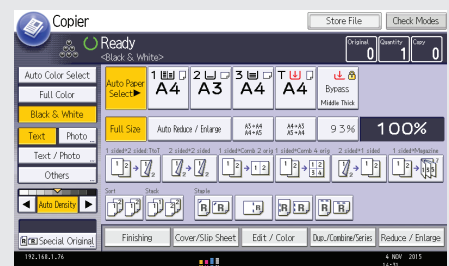 Copier
Store File
Check Modes
Ready
<Black & White>
Original
0
Quantity
1
Copy
0
Auto Color Select
Full Color
Black & White
Text
Photo
Text / Photo
Others
Auto Density
Special Original
Auto Paper
Select▶
1
A4
2
A3
3
A4
T
A4
Bypass
Middle Thick
Full Size
Auto Reduce / Enlarge
A3→A4
A4→A5
A4→A3
A5→A4
93%
100%
1 sided→2 sided:TtoT
2 sided→2 sided
1 sided→Comb 2 orig
1 sided→Comb 4 orig
2 sided→1 sided
1 sided→Magazine
Sort
Stack
Staple
Finishing
Cover/Slip Sheet
Edit / Color
Dup./Combine/Series
Reduce / Enlarge
192.168.1.76
4 NOV 2015
14:31